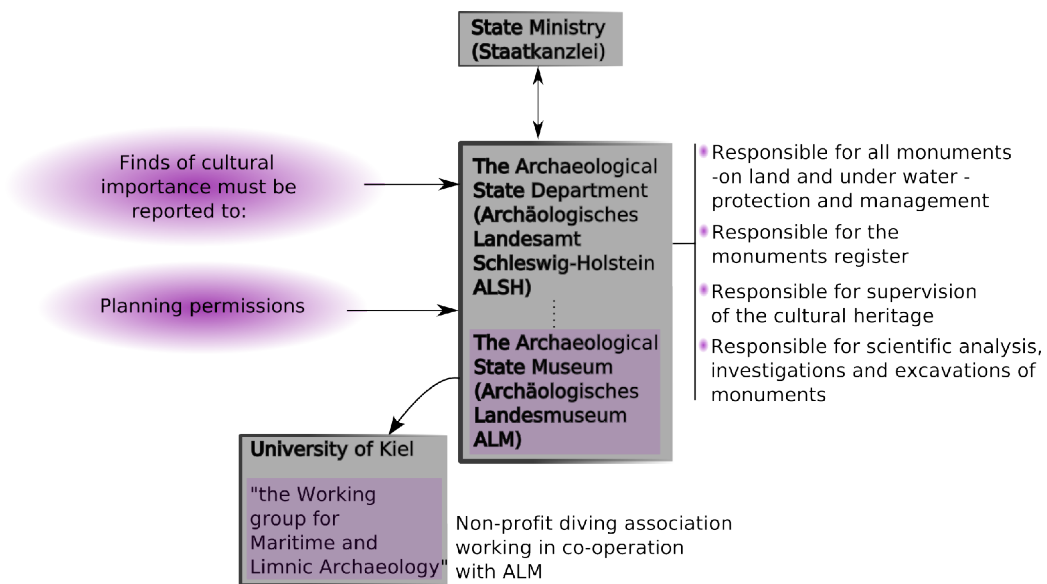 State Ministry
(Staatkanzlei)
Finds of cultural
importance must be
reported to:
Planning permissions
The Archaeological
State Department
(Archäologisches
Landesamt
Schleswig-Holstein
ALSH)
The Archaeological
State Museum
(Archäologisches
Landesmuseum
ALM)
Responsible for all monuments
-on land and under water -
protection and management
Responsible for the
monuments register
Responsible for supervision
of the cultural heritage
Responsible for scientific analysis,
investigations and excavations of
monuments
University of Kiel
"the Working
group for
Maritime and
Limnic Archaeology"
Non-profit diving association
working in co-operation
with ALM